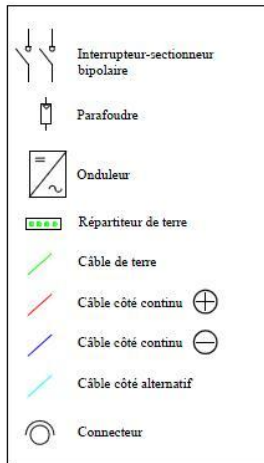 Interrupteur-sectionneur
bipolaire
Parafoudre
Onduleur
Répartiteur de terre
Câble de terre
Câble côté continu
Câble côté continu
Câble côté alternatif
Connecteur